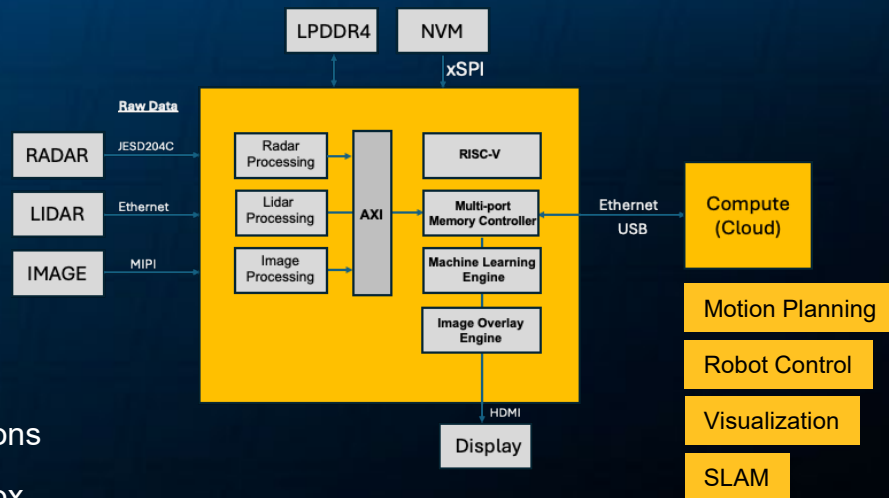 LPDDR4
NVM
xSPI
Raw Data
RADAR
JESD204C
LIDAR
Ethernet
IMAGE
MIPI
Radar
Processing
Lidar
Processing
Image
Processing
AXI
RISC-V
Multi-port
Memory Controller
Machine Learning
Engine
Image Overlay
Engine
Ethernet
USB
Compute
(Cloud)
Motion Planning
Robot Control
Visualization
SLAM
HDMI
Display
ons
ox